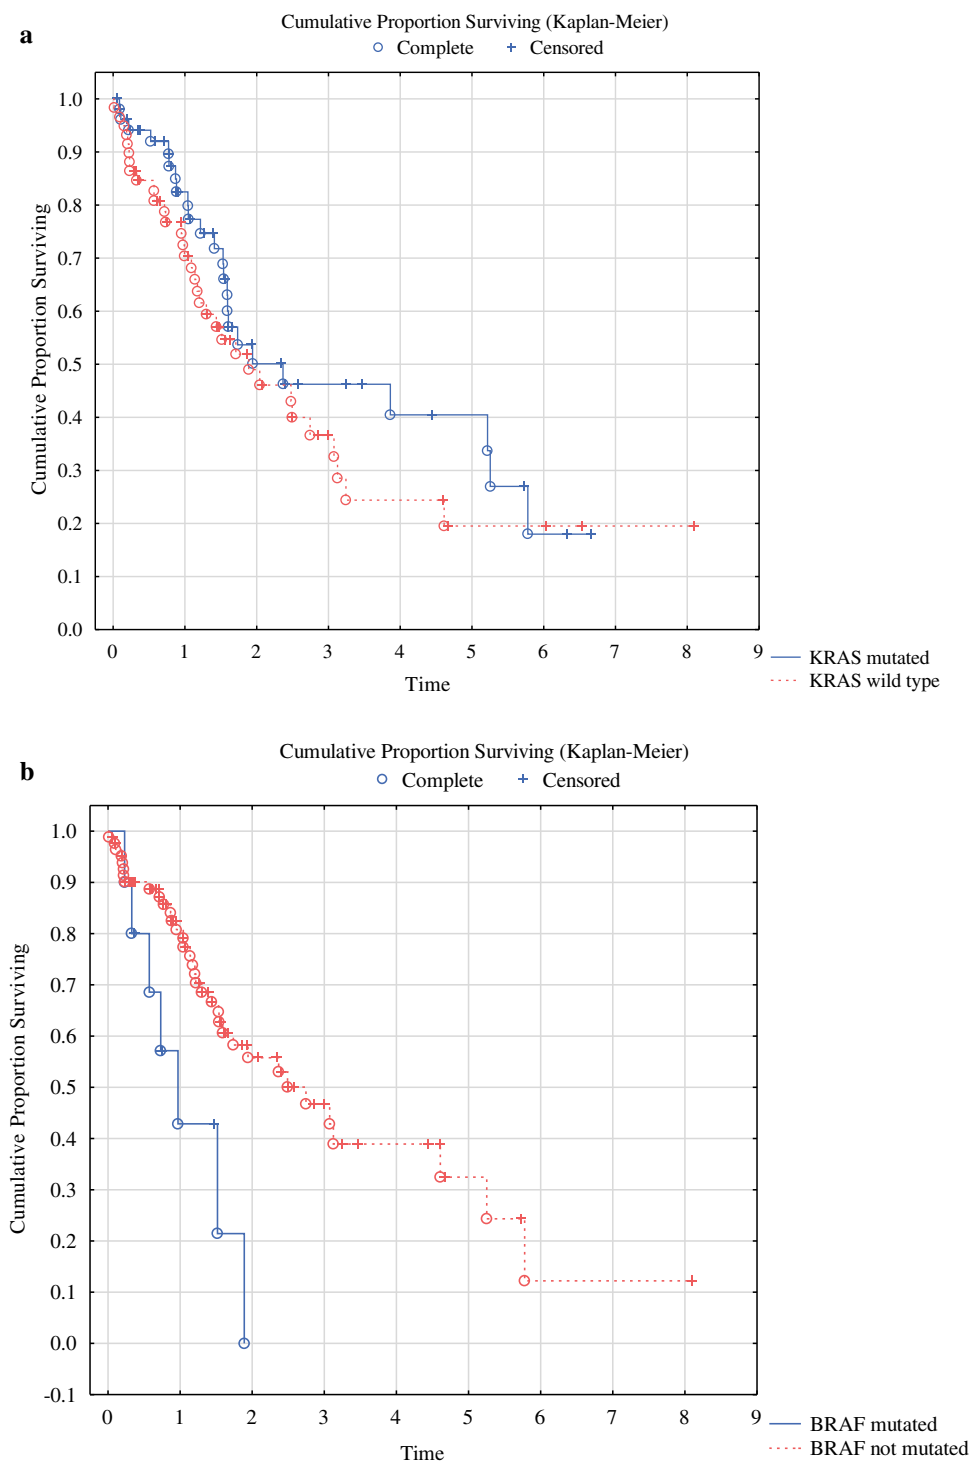 a
Cumulative Proportion Surviving (Kaplan-Meier)
Complete Censored
1.0
0.9
0.8
0.7
0.6
0.5
0.4
0.3
0.2
0.1
0.0
Cumulative Proportion Surviving
0 1 2 3 4 5 6 7 8 9
Time
KRAS mutated
KRAS wild type
b
Cumulative Proportion Surviving (Kaplan-Meier)
Complete Censored
1.0
0.9
0.8
0.7
0.6
0.5
0.4
0.3
0.2
0.1
0.0
-0.1
Cumulative Proportion Surviving
0 1 2 3 4 5 6 7 8 9
Time
BRAF mutated
BRAF not mutated